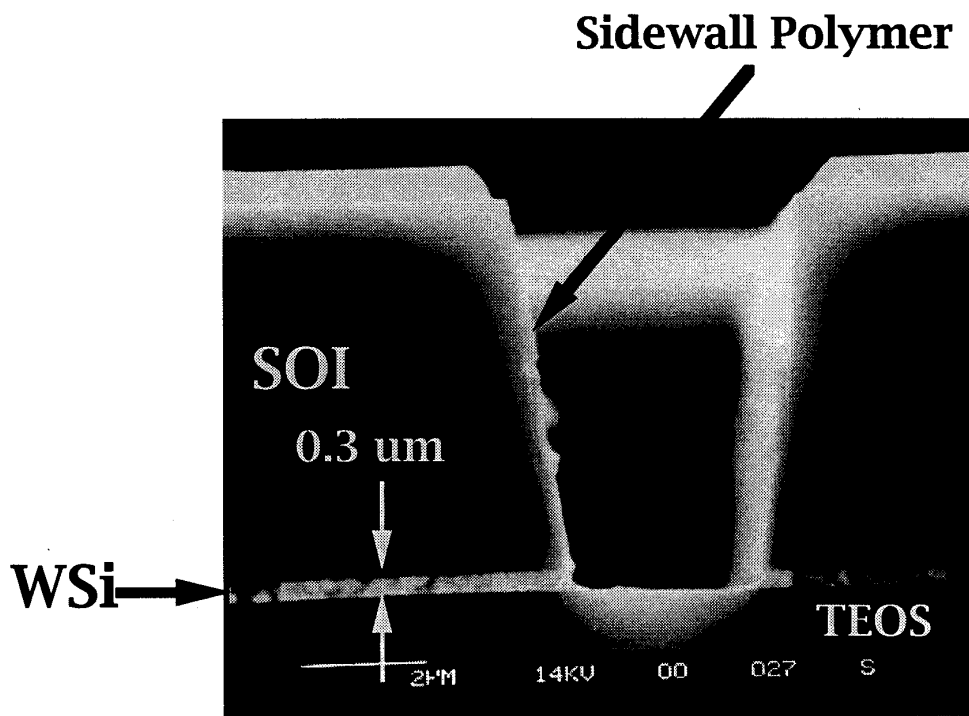 Sidewall Polymer
SOI
0.3 um
WSi
TEOS
2μM 14KV 00 027 S